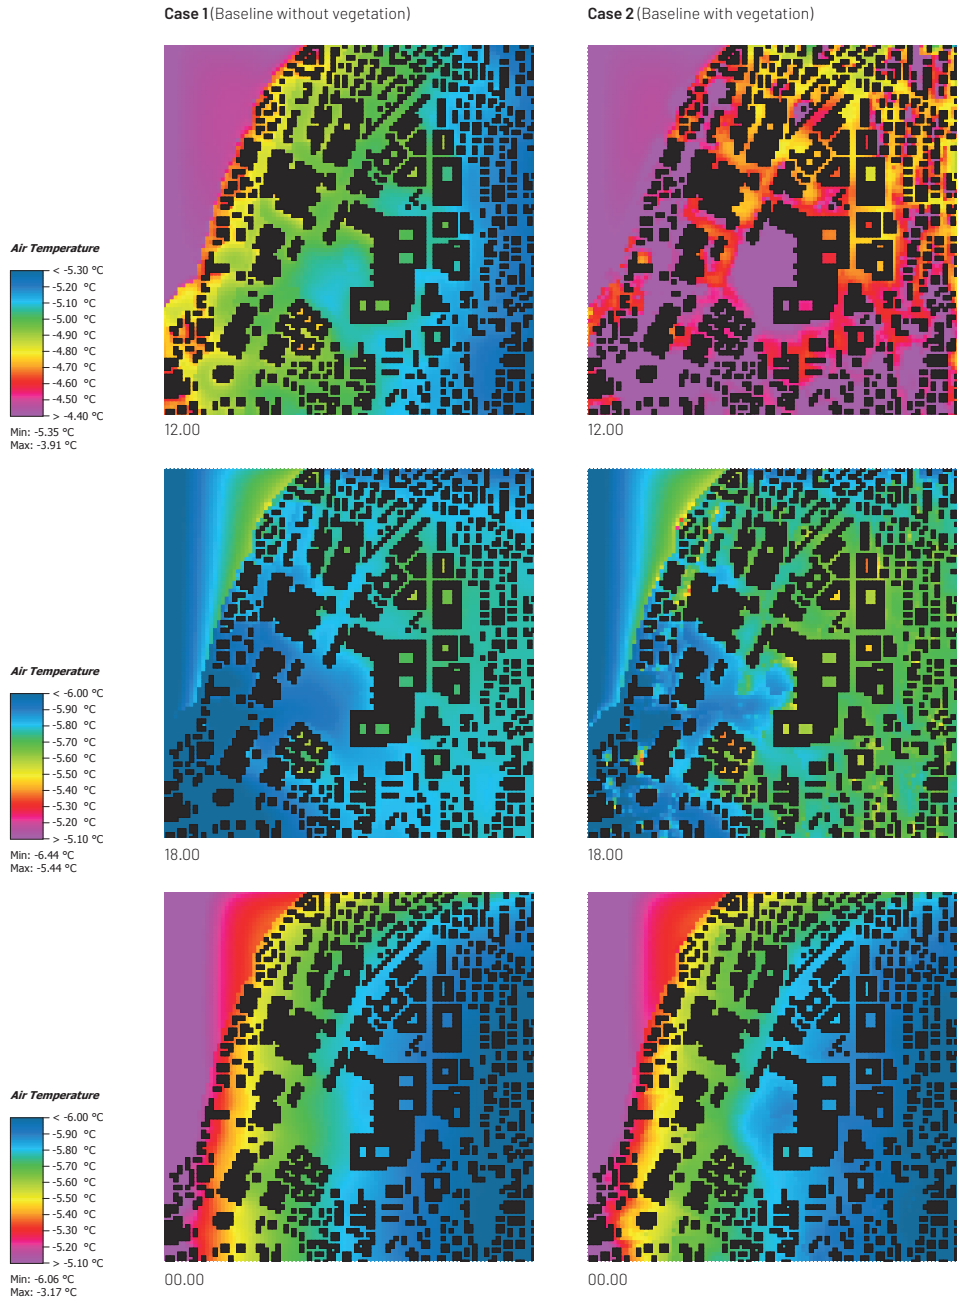 Case 1 (Baseline without vegetation)
Case 2 (Baseline with vegetation)
Air Temperature
< -5.30 °C
-5.20 °C
-5.10 °C
-5.00 °C
-4.90 °C
-4.80 °C
-4.70 °C
-4.60 °C
-4.50 °C
> -4.40 °C
Min: -5.35 °C
Max: -3.91 °C
12.00
12.00
Air Temperature
< -6.00 °C
-5.90 °C
-5.80 °C
-5.70 °C
-5.60 °C
-5.50 °C
-5.40 °C
-5.30 °C
-5.20 °C
> -5.10 °C
Min: -6.44 °C
Max: -5.44 °C
18.00
18.00
Air Temperature
< -6.00 °C
-5.90 °C
-5.80 °C
-5.70 °C
-5.60 °C
-5.50 °C
-5.40 °C
-5.30 °C
-5.20 °C
> -5.10 °C
Min: -6.06 °C
Max: -3.17 °C
00.00
00.00